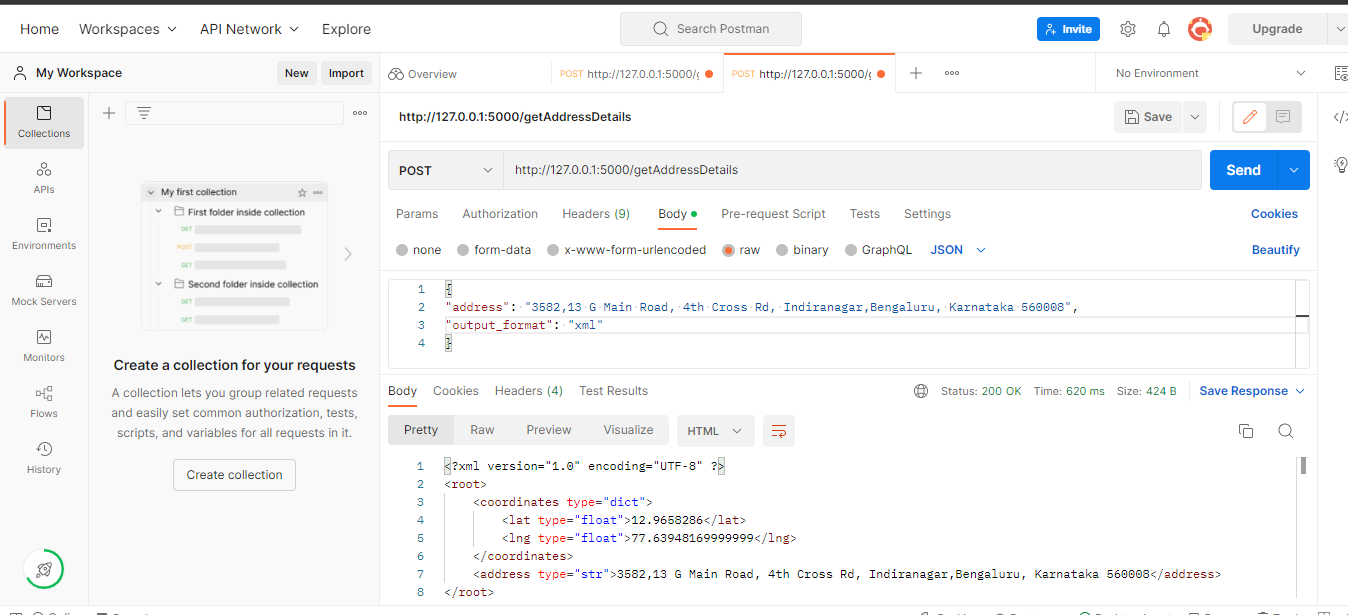 Home Workspaces API Network Explore Search Postman Invite Upgrade
My Workspace New Import Overview POST http://127.0.0.1:5000/g POST http://127.0.0.1:5000/g No Environment
Collections
APIs
Environments
Mock Servers
Monitors
Flows
History
My first collection
First folder inside collection
GET
POST
GET
Second folder inside collection
GET
GET
Create a collection for your requests
A collection lets you group related requests
and easily set common authorization, tests,
scripts, and variables for all requests in it.
Create collection
http://127.0.0.1:5000/getAddressDetails Save
POST http://127.0.0.1:5000/getAddressDetails Send
Params Authorization Headers (9) Body Pre-request Script Tests Settings Cookies
none form-data x-www-form-urlencoded raw binary GraphQL JSON Beautify
1 {
2 "address": "3582,13 G Main Road, 4th Cross Rd, Indiranagar,Bengaluru, Karnataka 560008",
3 "output_format": "xml"
4 }
Body Cookies Headers (4) Test Results Status: 200 OK Time: 620 ms Size: 424 B Save Response
Pretty Raw Preview Visualize HTML
1 <?xml version="1.0" encoding="UTF-8" ?>
2 <root>
3 <coordinates type="dict">
4 <lat type="float">12.9658286</lat>
5 <lng type="float">77.63948169999999</lng>
6 </coordinates>
7 <address type="str">3582,13 G Main Road, 4th Cross Rd, Indiranagar,Bengaluru, Karnataka 560008</address>
8 </root>